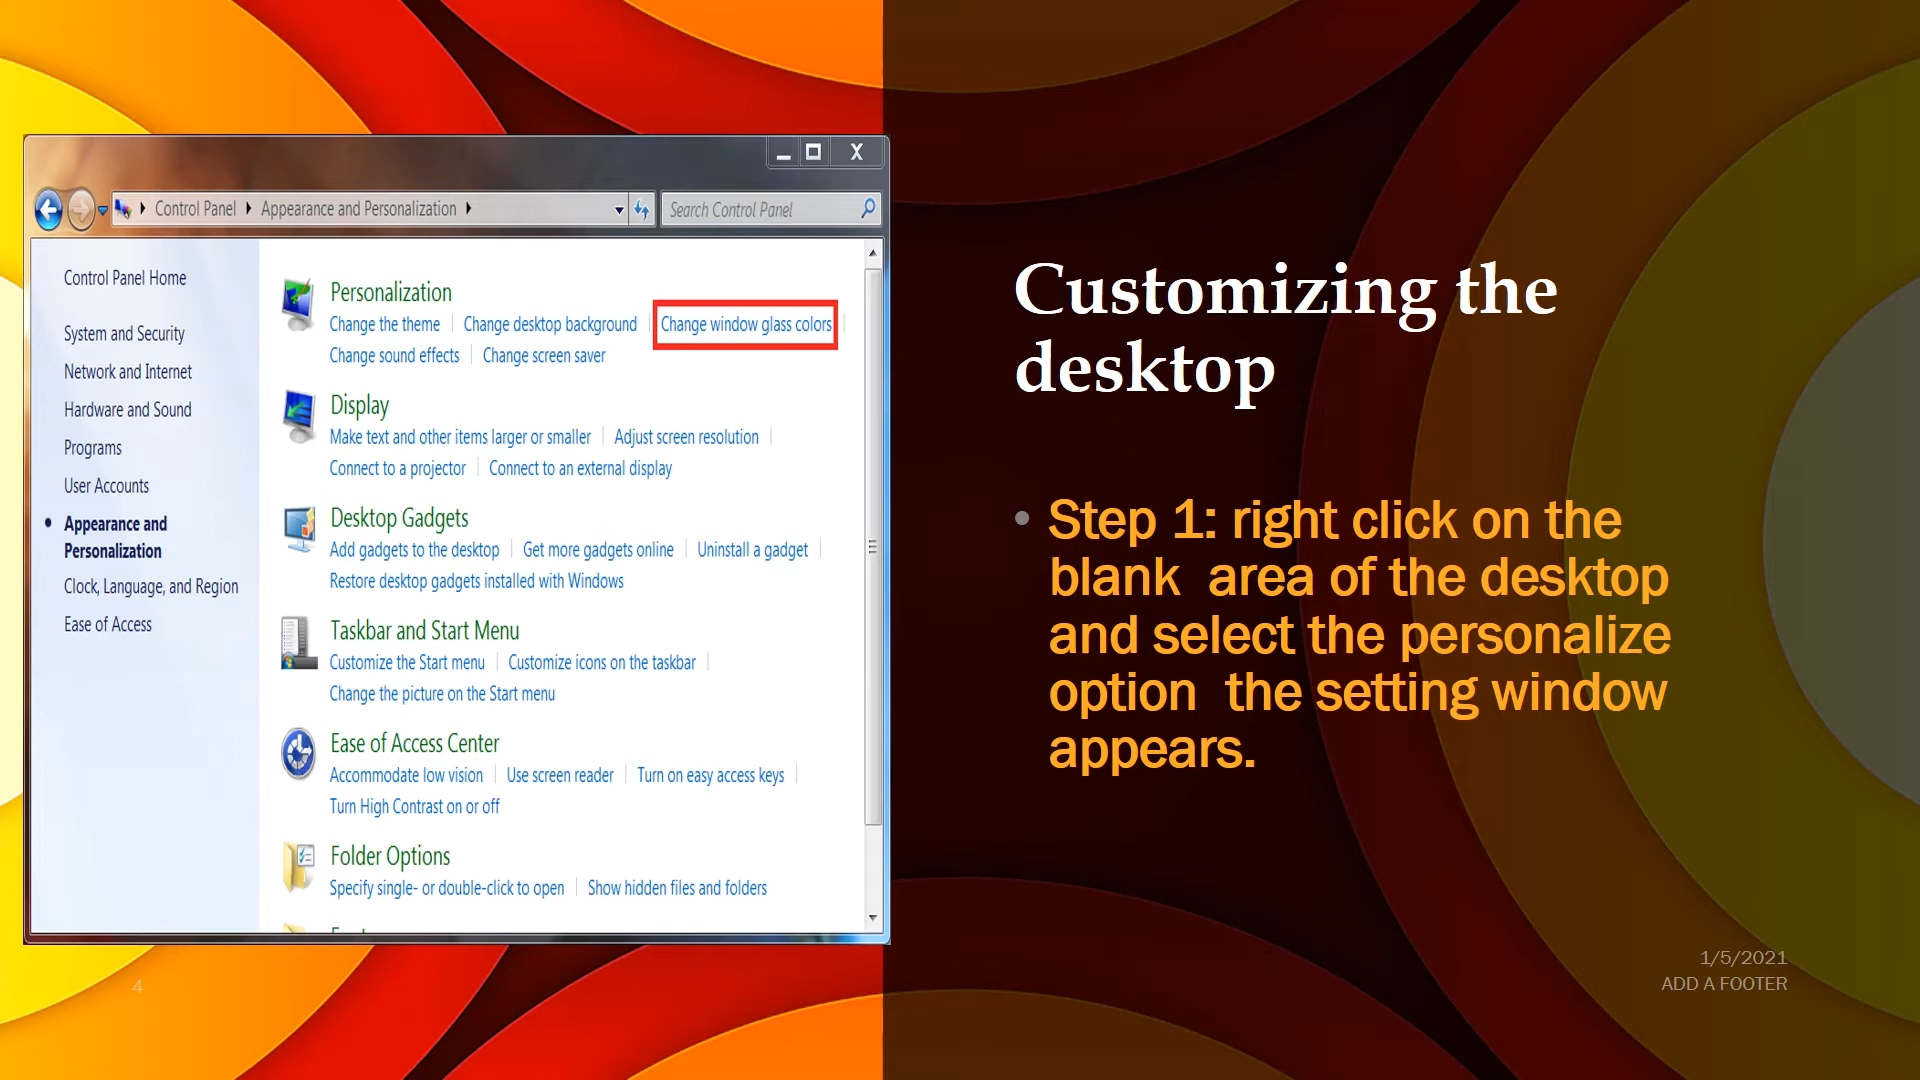 X
Control Panel Appearance and Personalization
Search Control Panel
Control Panel Home
System and Security
Network and Internet
Hardware and Sound
Programs
User Accounts
Appearance and
Personalization
Clock, Language, and Region
Ease of Access
Personalization
Change the theme Change desktop background Change window glass colors
Change sound effects Change screen saver
Display
Make text and other items larger or smaller Adjust screen resolution
Connect to a projector Connect to an external display
Desktop Gadgets
Add gadgets to the desktop Get more gadgets online Uninstall a gadget
Restore desktop gadgets installed with Windows
Taskbar and Start Menu
Customize the Start menu Customize icons on the taskbar
Change the picture on the Start menu
Ease of Access Center
Accommodate low vision Use screen reader Turn on easy access keys
Turn High Contrast on or off
Folder Options
Specify single- or double-click to open Show hidden files and folders
Customizing the
desktop
• Step 1: right click on the
blank area of the desktop
and select the personalize
option the setting window
appears.
4
1/5/2021
ADD A FOOTER